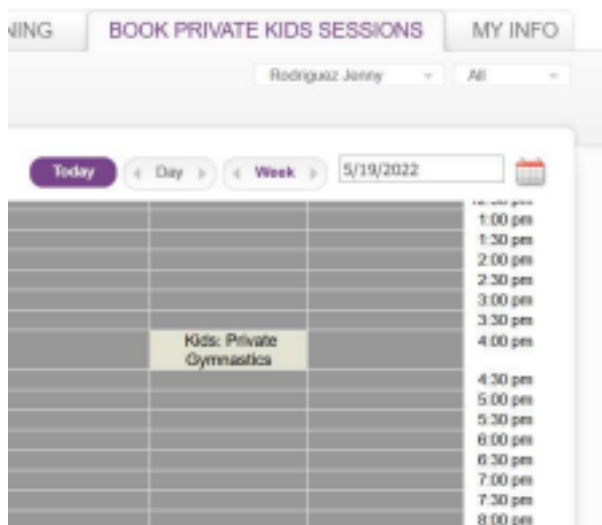 NING BOOK PRIVATE KIDS SESSIONS MY INFO
Rodriguez Jenny All
Today Day Week 5/19/2022
1:00 pm
1:30 pm
2:00 pm
2:30 pm
3:00 pm
3:30 pm
Kids: Private 4:00 pm
Gymnastics
4:30 pm
5:00 pm
5:30 pm
6:00 pm
6:30 pm
7:00 pm
7:30 pm
8:00 pm